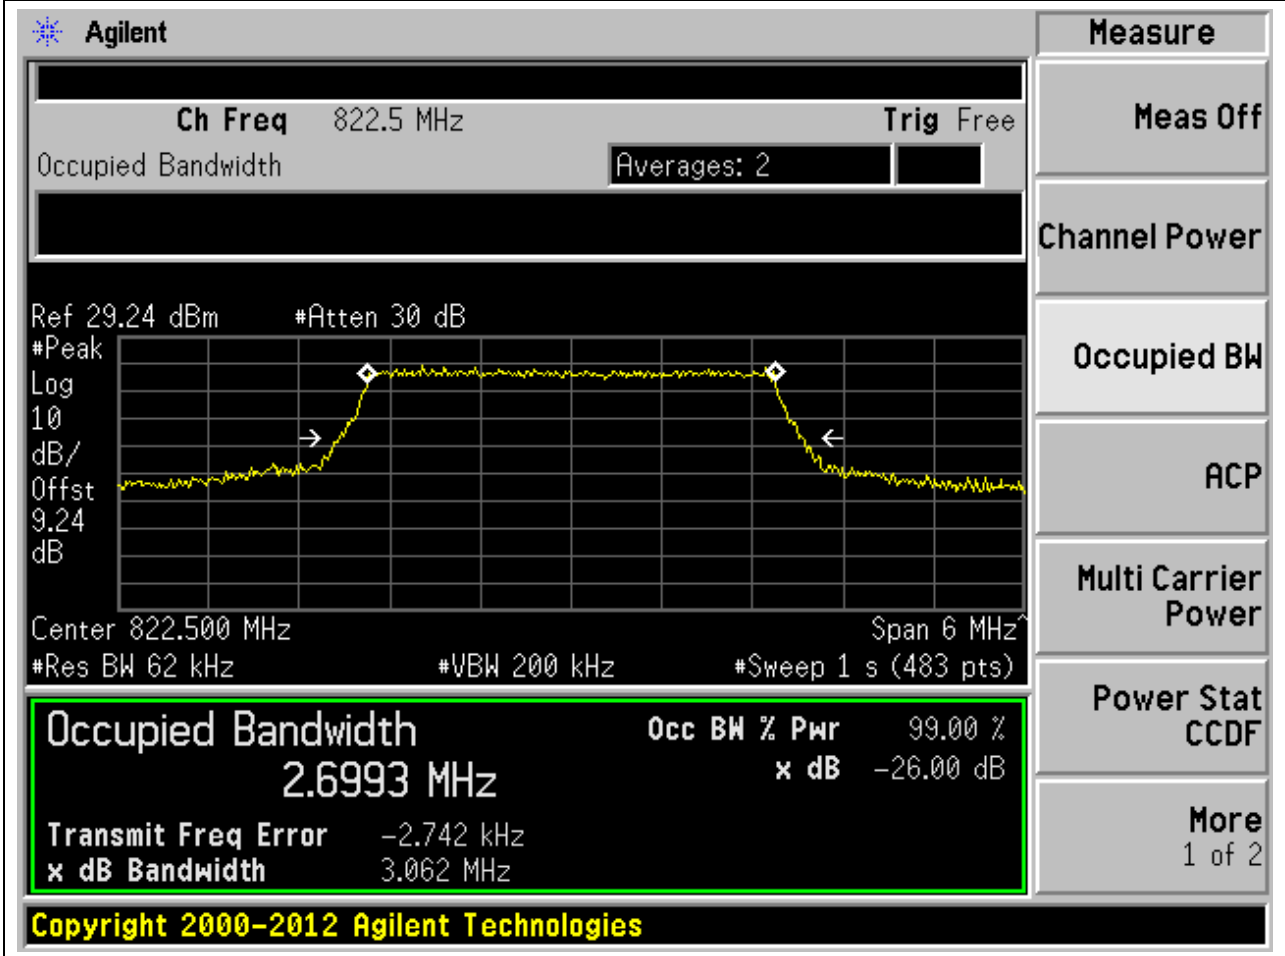 Agilent
Measure
Ch Freq 822.5 MHz Trig Free
Occupied Bandwidth Averages: 2
Meas Off
Channel Power
Occupied BW
ACP
Multi Carrier
Power
Power Stat
CCDF
More
1 of 2
Ref 29.24 dBm #Atten 30 dB
#Peak
Log
10
dB/
Offst
9.24
dB
Center 822.500 MHz Span 6 MHz^
#Res BW 62 kHz #VBW 200 kHz #Sweep 1 s (483 pts)
Occupied Bandwidth Occ BW % Pwr 99.00 %
2.6993 MHz x dB -26.00 dB
Transmit Freq Error -2.742 kHz
x dB Bandwidth 3.062 MHz
Copyright 2000-2012 Agilent Technologies